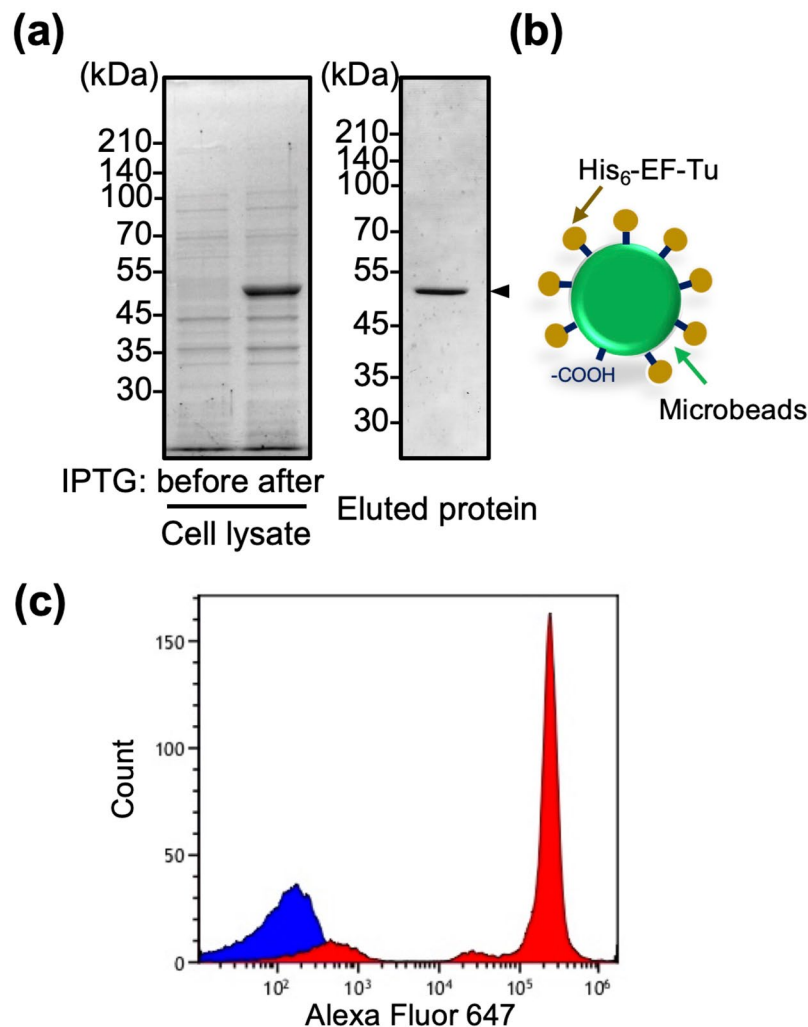 (a)
(kDa)
210
140
100
70
55
45
35
30
IPTG: before after
Cell lysate
(kDa)
210
140
100
70
55
45
35
30
Eluted protein
(b)
His₆-EF-Tu
-COOH
Microbeads
(c)
Count
150
100
50
0
10² 10³ 10⁴ 10⁵ 10⁶
Alexa Fluor 647